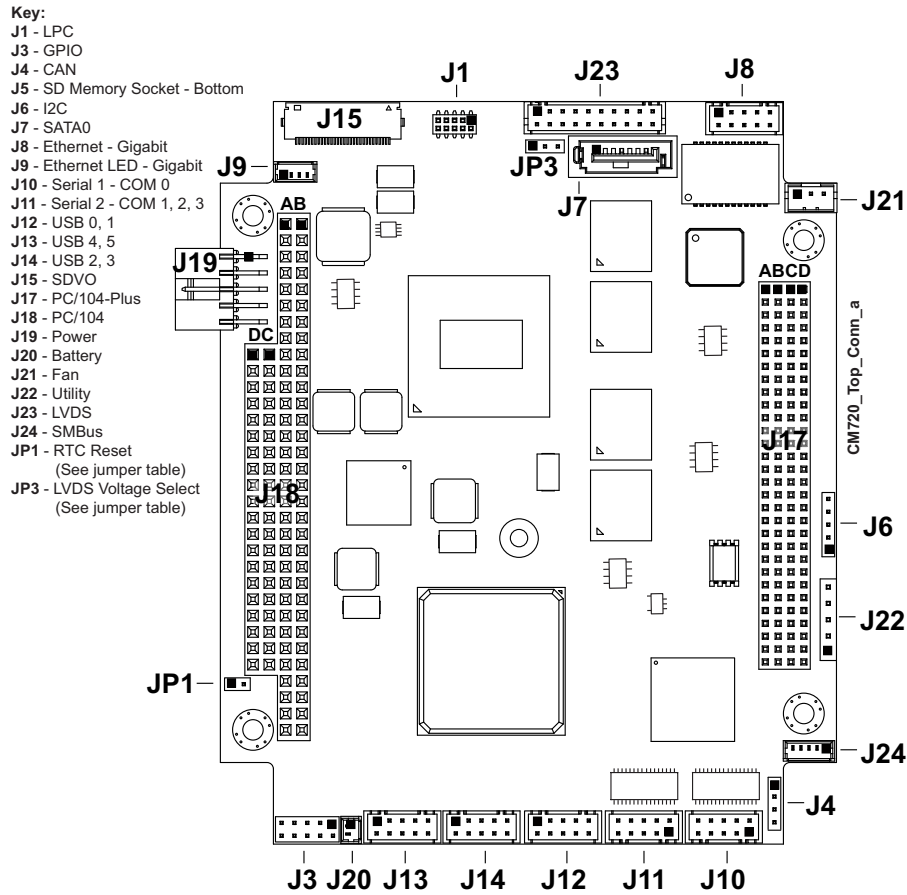 Key:
J1 - LPC
J3 - GPIO
J4 - CAN
J5 - SD Memory Socket - Bottom
J6 - I2C
J7 - SATA0
J8 - Ethernet - Gigabit
J9 - Ethernet LED - Gigabit
J10 - Serial 1 - COM 0
J11 - Serial 2 - COM 1, 2, 3
J12 - USB 0, 1
J13 - USB 4, 5
J14 - USB 2, 3
J15 - SDVO
J17 - PC/104-Plus
J18 - PC/104
J19 - Power
J20 - Battery
J21 - Fan
J22 - Utility
J23 - LVDS
J24 - SMBus
JP1 - RTC Reset
(See jumper table)
JP3 - LVDS Voltage Select
(See jumper table)
J1
J23
J8
J15
J9
JP3
J7
J21
AB
J19
ABCD
DC
CM720_Top_Conn_a
J17
J18
J6
J22
JP1
J24
J4
J3 J20 J13 J14 J12 J11 J10